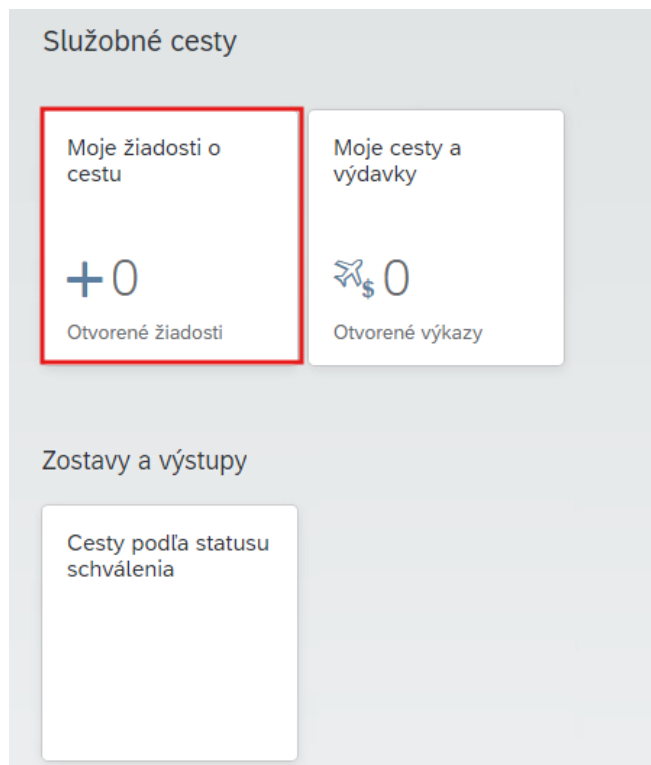 Služobné cesty
Moje žiadosti o
cestu
+0
Otvorené žiadosti
Moje cesty a
výdavky
$ 0
Otvorené výkazy
Zostavy a výstupy
Cesty podľa statusu
schválenia